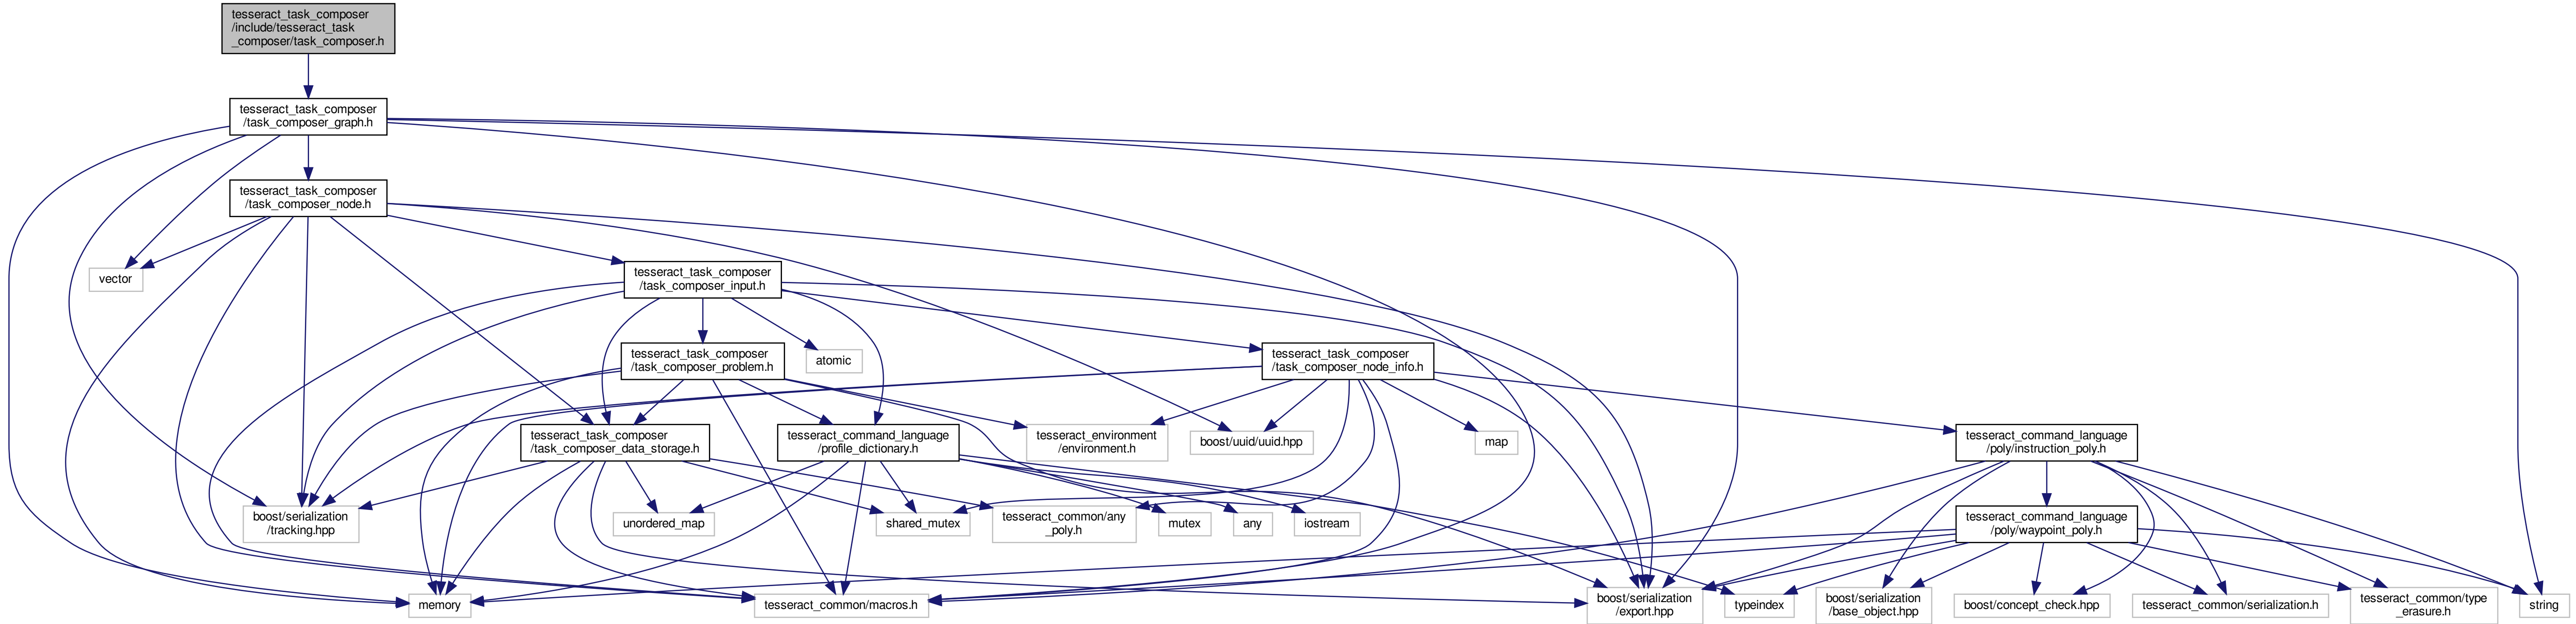 tesseract_task_composer
/include/tesseract_task
_composer/task_composer.h
tesseract_task_composer
/task_composer_graph.h
tesseract_task_composer
/task_composer_node.h
vector
tesseract_task_composer
/task_composer_input.h
tesseract_task_composer
/task_composer_problem.h
atomic
tesseract_task_composer
/task_composer_node_info.h
tesseract_task_composer
/task_composer_data_storage.h
tesseract_command_language
/profile_dictionary.h
tesseract_environment
/environment.h
boost/uuid/uuid.hpp
map
tesseract_command_language
/poly/instruction_poly.h
boost/serialization
/tracking.hpp
unordered_map
shared_mutex
tesseract_common/any
_poly.h
mutex
any
iostream
tesseract_command_language
/poly/waypoint_poly.h
memory
tesseract_common/macros.h
boost/serialization
/export.hpp
typeindex
boost/serialization
/base_object.hpp
boost/concept_check.hpp
tesseract_common/serialization.h
tesseract_common/type
_erasure.h
string